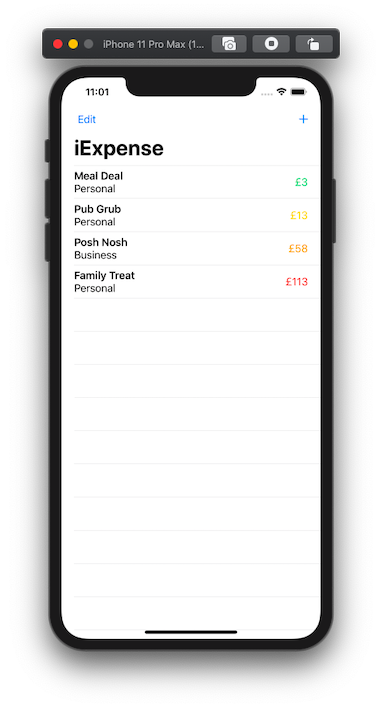 iPhone 11 Pro Max (1...
11:01
Edit +
iExpense
Meal Deal
Personal
£3
Pub Grub
Personal
£13
Posh Nosh
Business
£58
Family Treat
Personal
£113